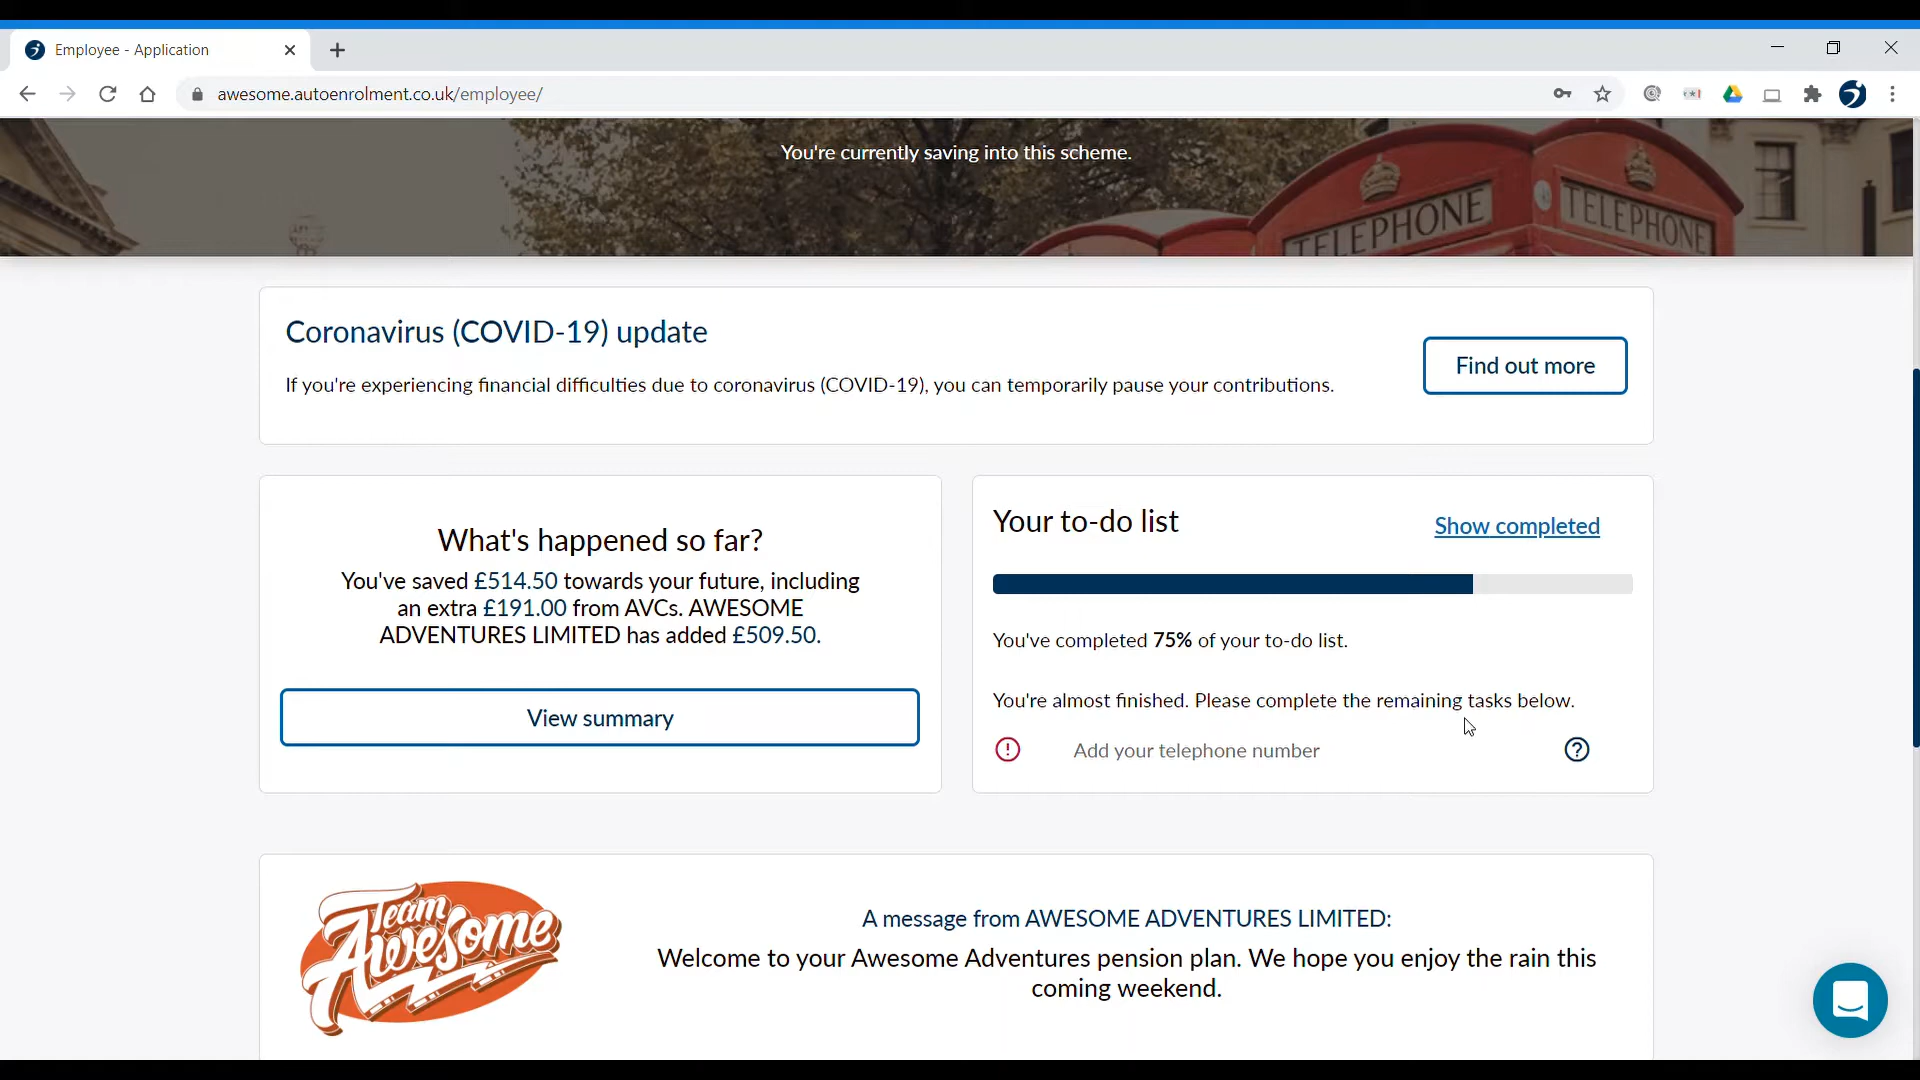 Employee - Application
awesome.autoenrolment.co.uk/employee/
You're currently saving into this scheme.
TELEPHONE
TELEPHONE
Coronavirus (COVID-19) update
If you're experiencing financial difficulties due to coronavirus (COVID-19), you can temporarily pause your contributions.
Find out more
What's happened so far?
You've saved £514.50 towards your future, including
an extra £191.00 from AVCs. AWESOME
ADVENTURES LIMITED has added £509.50.
View summary
Your to-do list
Show completed
You've completed 75% of your to-do list.
You're almost finished. Please complete the remaining tasks below.
Add your telephone number
Team
Awesome
A message from AWESOME ADVENTURES LIMITED:
Welcome to your Awesome Adventures pension plan. We hope you enjoy the rain this
coming weekend.